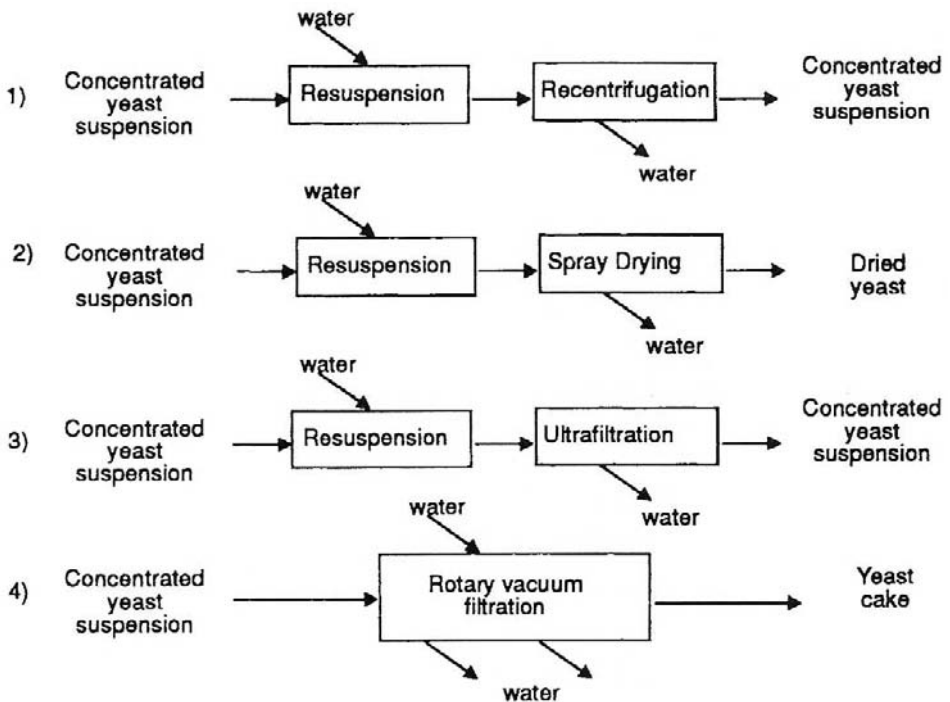 water
1)
Concentrated
yeast
suspension
Resuspension
Recentrifugation
Concentrated
yeast
suspension
water
water
2)
Concentrated
yeast
suspension
Resuspension
Spray Drying
Dried
yeast
water
water
3)
Concentrated
yeast
suspension
Resuspension
Ultrafiltration
Concentrated
yeast
suspension
water
water
4)
Concentrated
yeast
suspension
Rotary vacuum
filtration
Yeast
cake
water